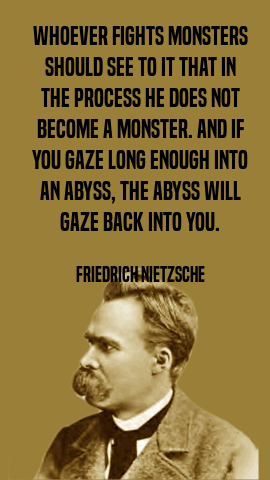 WHOEVER FIGHTS MONSTERS
SHOULD SEE TO IT THAT IN
THE PROCESS HE DOES NOT
BECOME A MONSTER. AND IF
YOU GAZE LONG ENOUGH INTO
AN ABYSS, THE ABYSS WILL
GAZE BACK INTO YOU.
FRIEDRICH NIETZSCHE